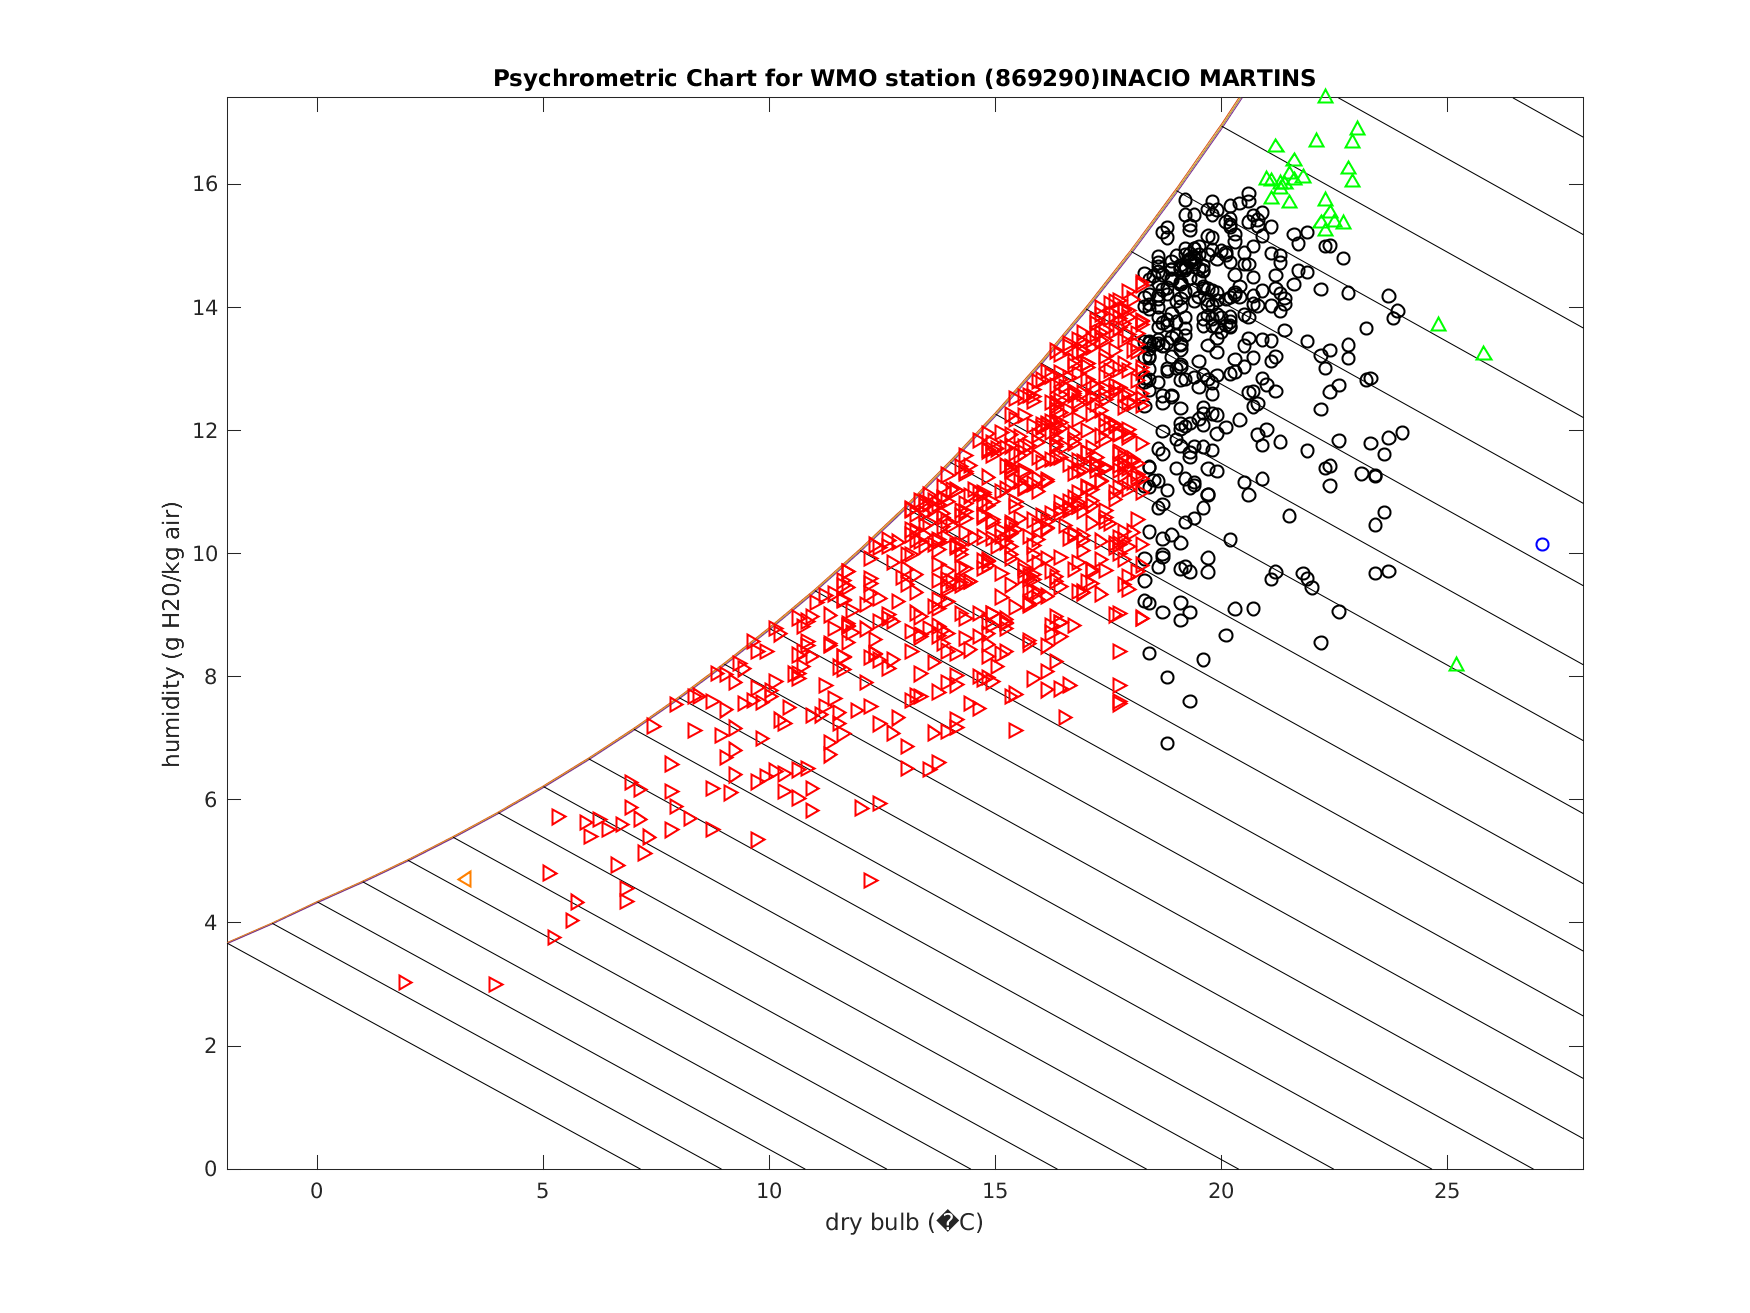 Psychrometric Chart for WMO station (869290)INACIO MARTINS
humidity (g H20/kg air)
16
14
12
10
8
6
4
2
0
0 5 10 15 20 25
dry bulb (�C)